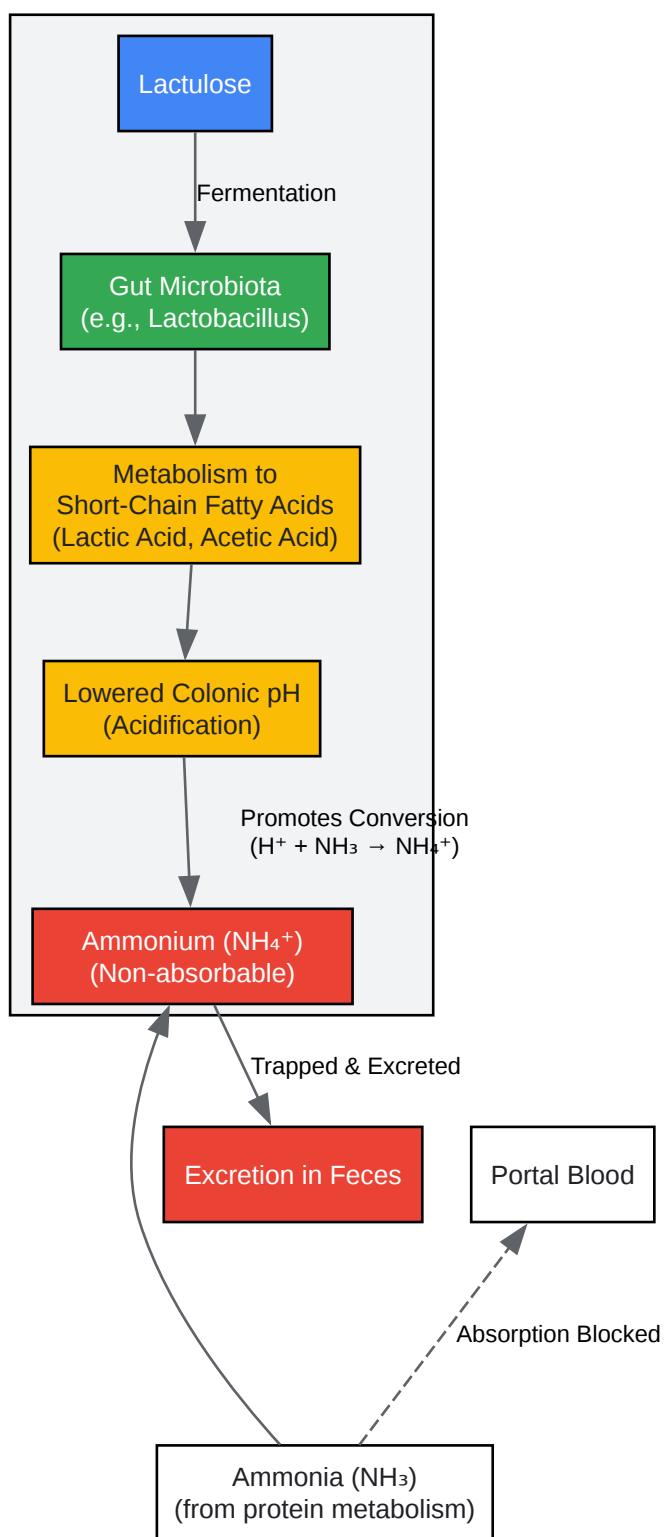 Lactulose
Fermentation
Gut Microbiota
(e.g., Lactobacillus)
Metabolism to
Short-Chain Fatty Acids
(Lactic Acid, Acetic Acid)
Lowered Colonic pH
(Acidification)
Promotes Conversion
(H⁺ + NH₃ → NH₄⁺)
Ammonium (NH₄⁺)
(Non-absorbable)
Trapped & Excreted
Excretion in Feces
Portal Blood
Absorption Blocked
Ammonia (NH₃)
(from protein metabolism)